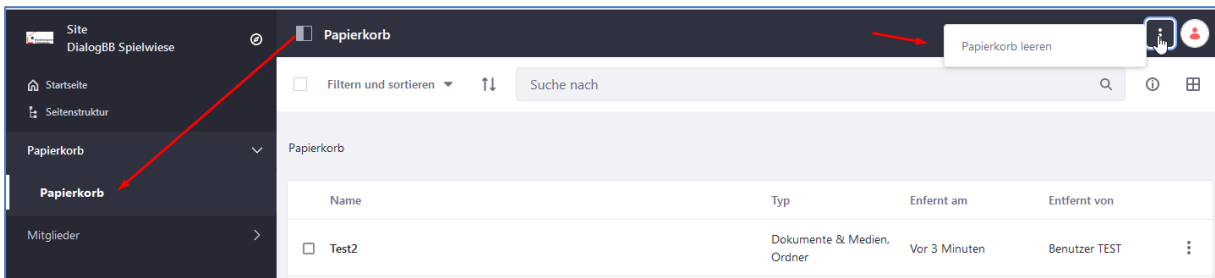 Site
DialogBB Spielwiese
Startseite
Seitenstruktur
Papierkorb
Papierkorb
Mitglieder
Papierkorb
Papierkorb leeren
Filtern und sortieren
Suche nach
Papierkorb
Name Typ Enfernt am Entfernt von
Test2 Dokumente & Medien, Vor 3 Minuten Benutzer TEST
Ordner